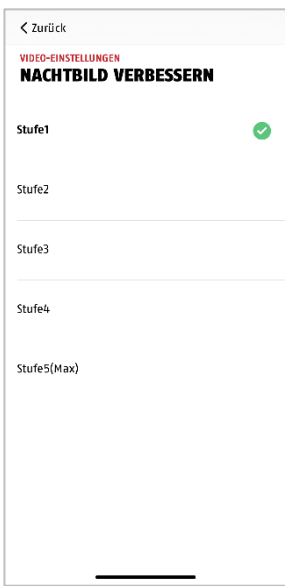 Zurück
VIDEO-EINSTELLUNGEN
NACHTBILD VERBESSERN
Stufe1
Stufe2
Stufe3
Stufe4
Stufe5(Max)